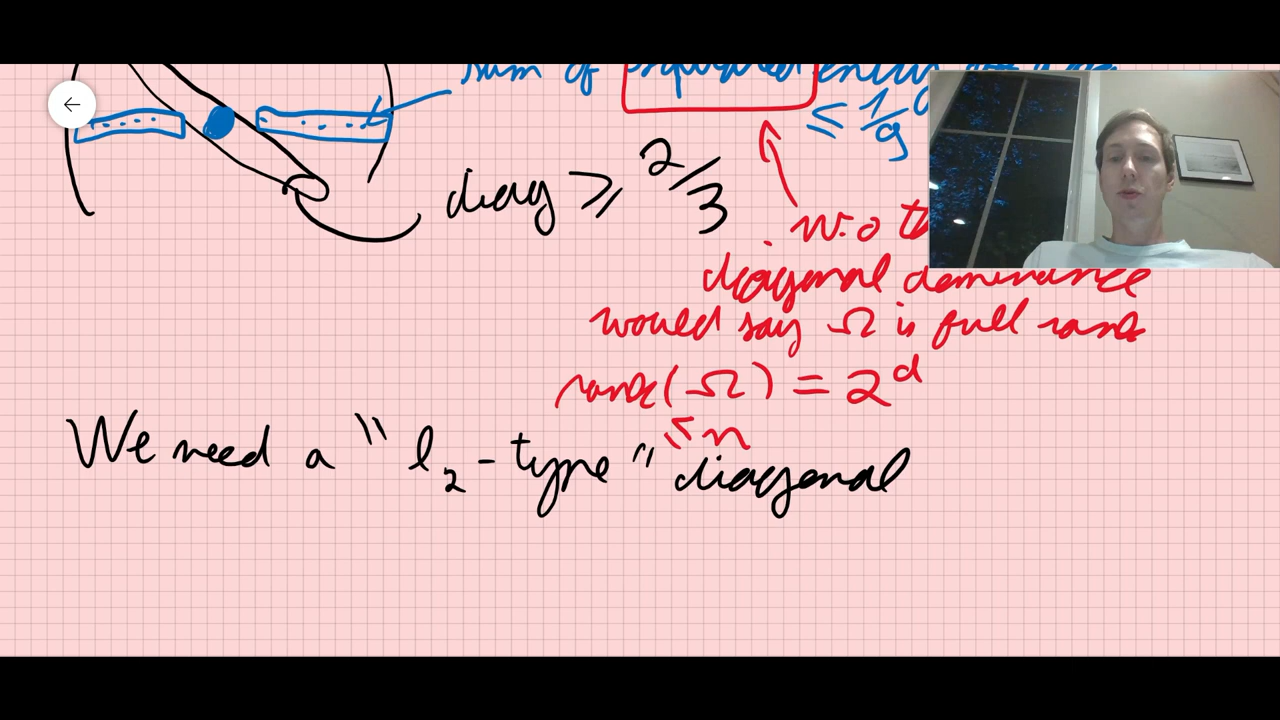 sum of squared
≤ 1/9
diag ≥ 2/3
w.o
diagonal dominance
would say Ω is full rank
rank(Ω) = 2^d
≤ n
We need a "l_2-type" diagonal